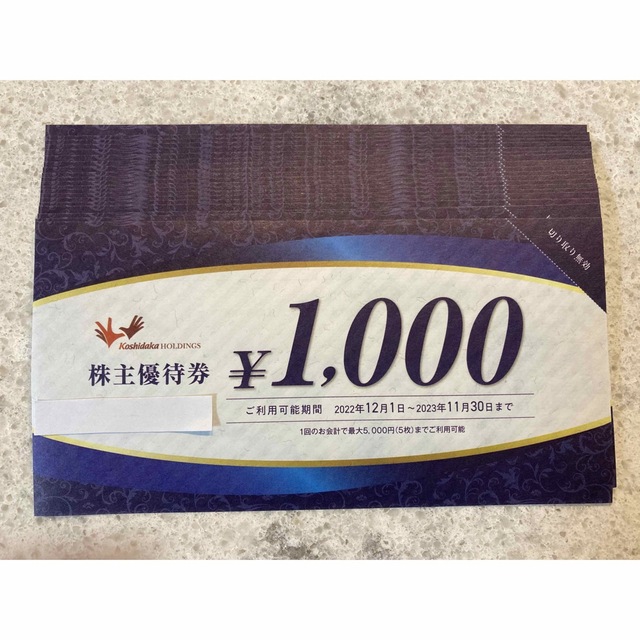 切り取り無効
Koshidaka HOLDINGS
株主優待券
¥1,000
ご利用可能期間 2022年12月1日～2023年11月30日まで
1回のお会計で最大5,000円(5枚)までご利用可能